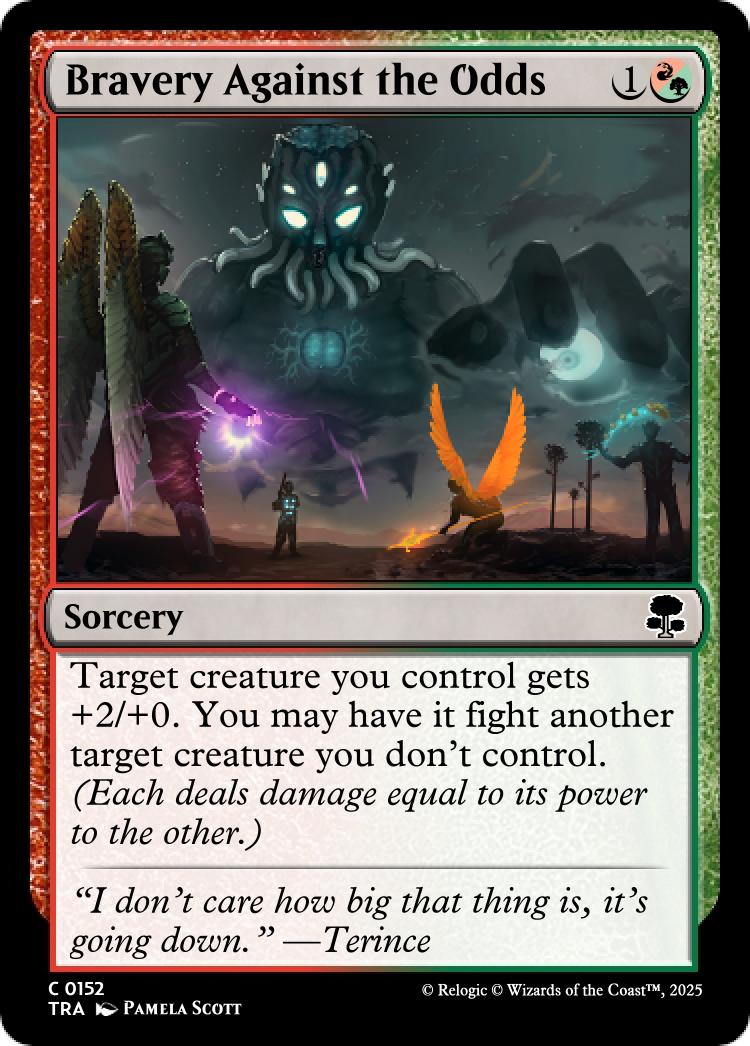 Bravery Against the Odds 1
Sorcery
Target creature you control gets
+2/+0. You may have it fight another
target creature you don't control.
(Each deals damage equal to its power
to the other.)
“I don't care how big that thing is, it's
going down.” —Terince
C 0152
TRA PAMELA SCOTT
© Relogic © Wizards of the Coast™, 2025